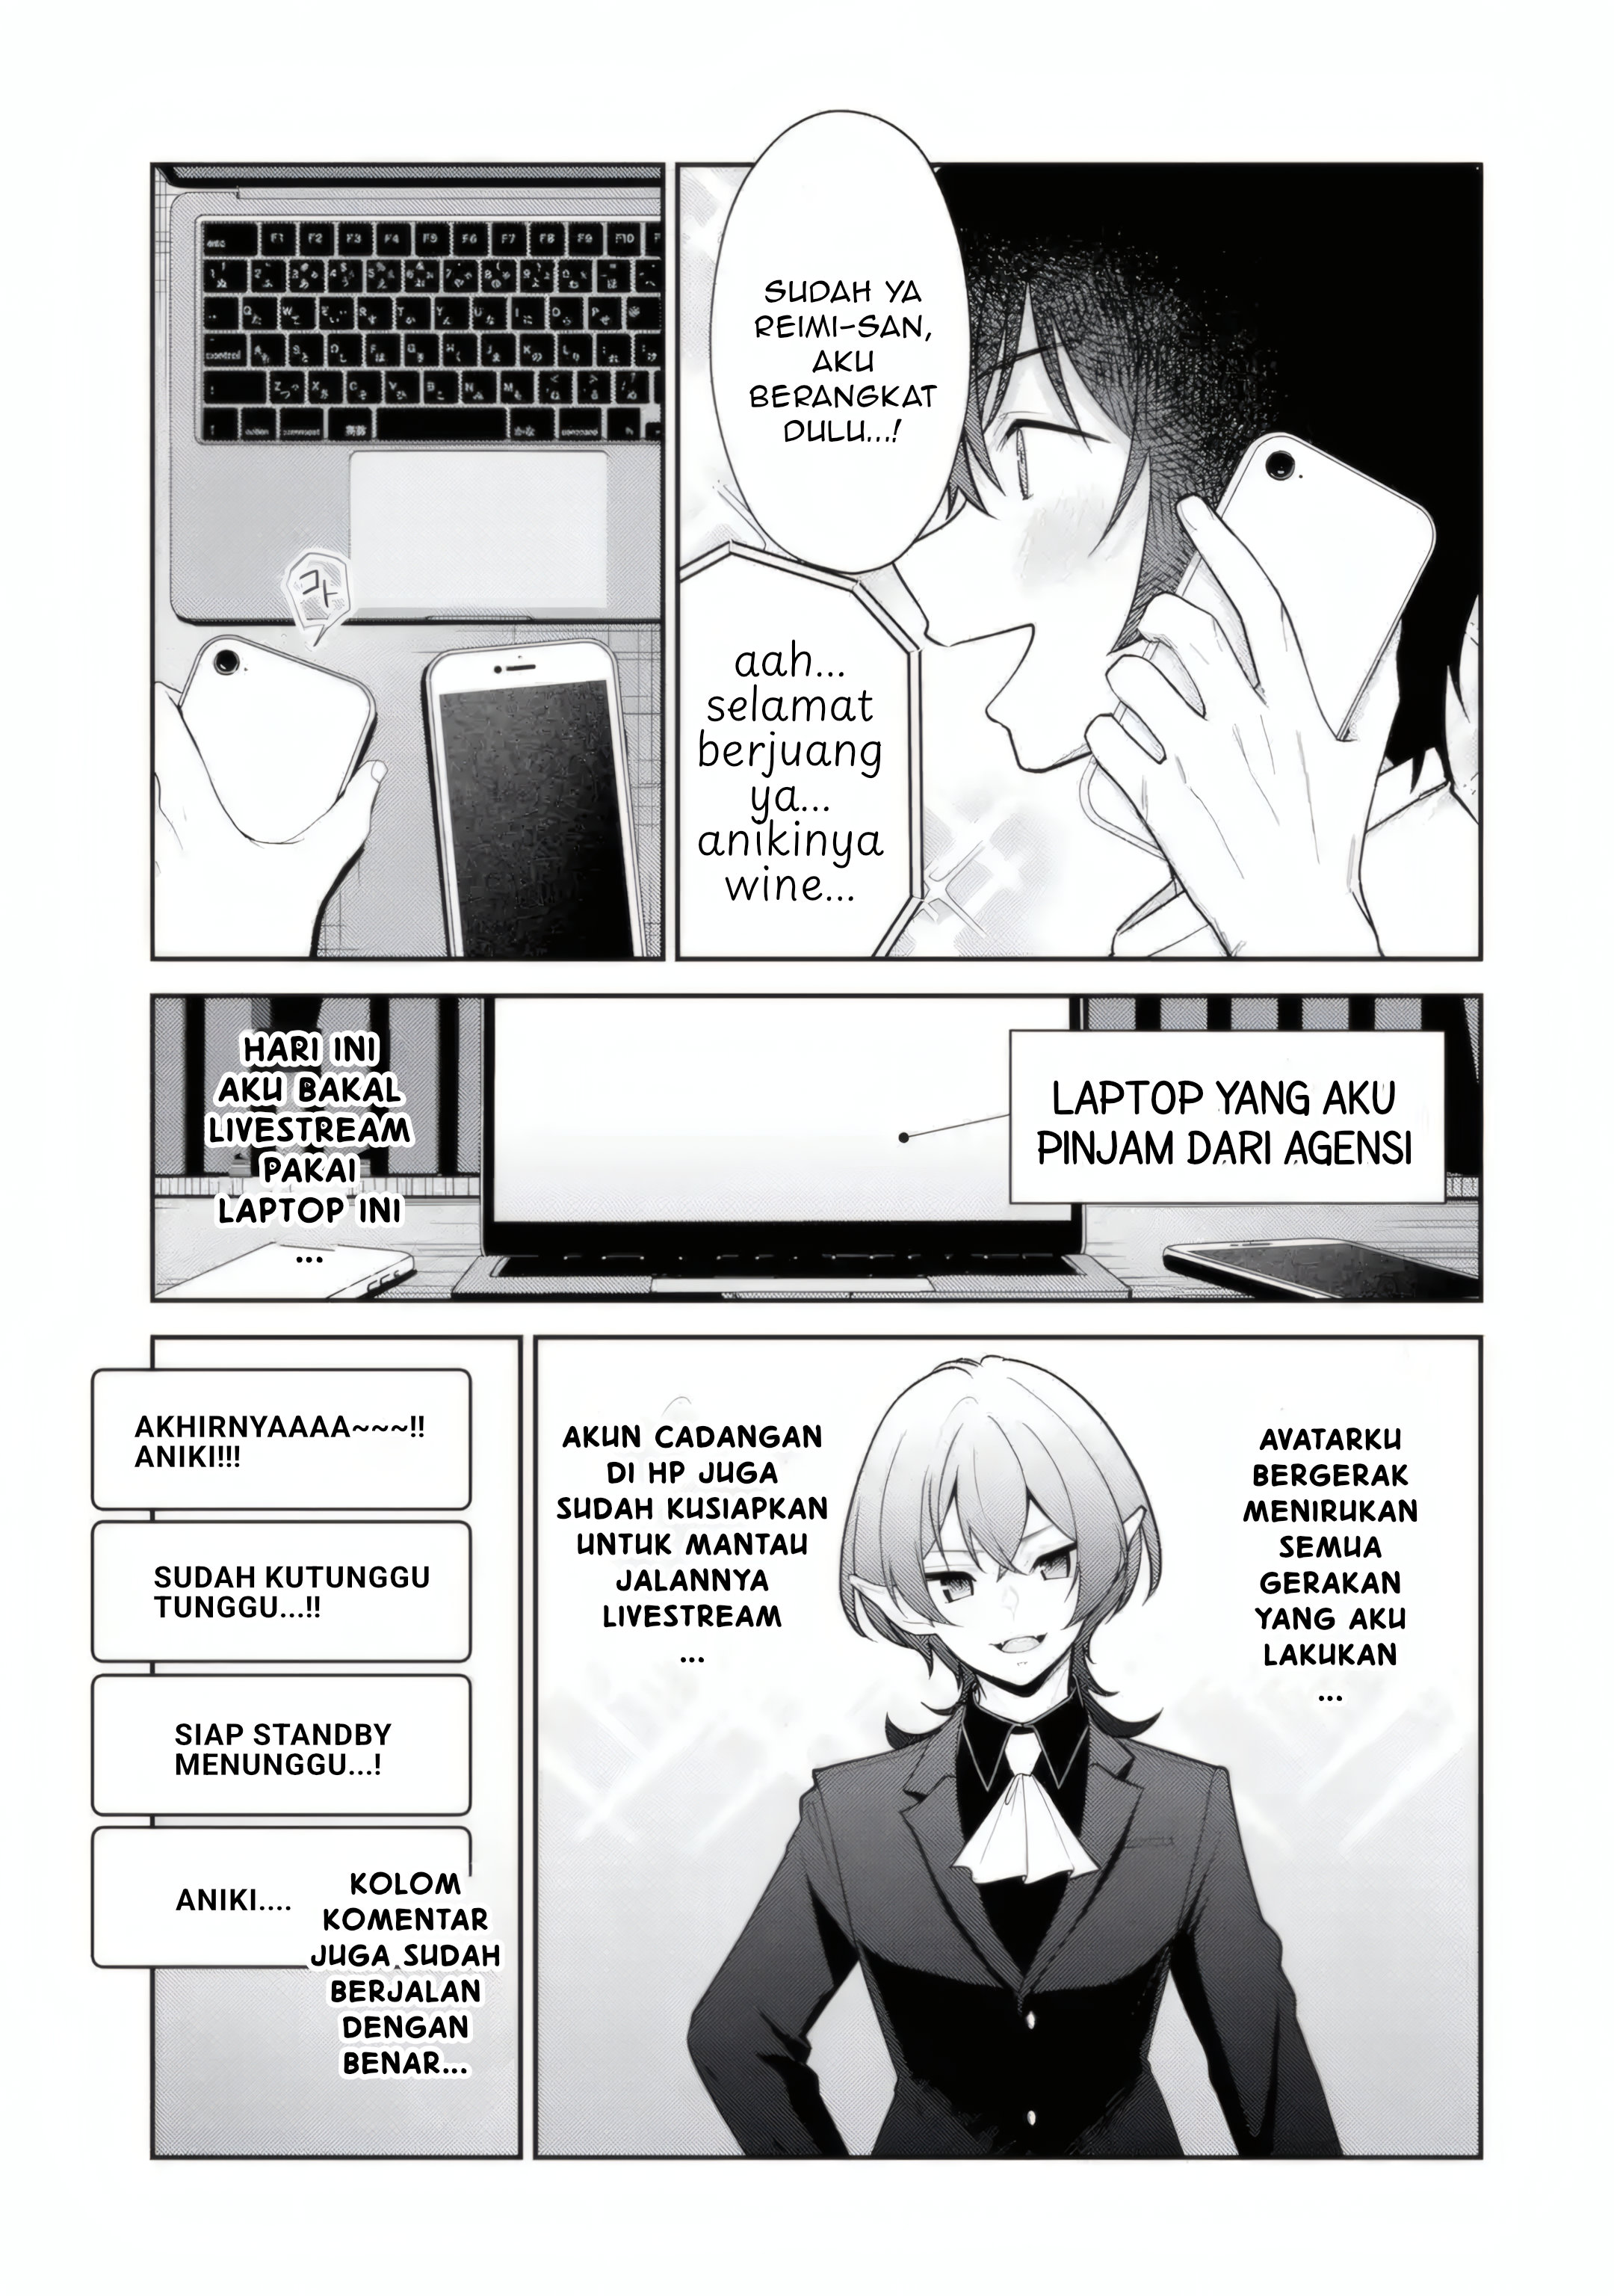 SUDAH YA
REIMI-SAN,
AKU
BERANGKAT
DULU...!
aah...
selamat
berjuang
ya...
anikinya
wine...
コト
LAPTOP YANG AKU
PINJAM DARI AGENSI
HARI INI
AKU BAKAL
LIVESTREAM
PAKAI
LAPTOP INI
...
AVATARKU
BERGERAK
MENIRUKAN
SEMUA
GERAKAN
YANG AKU
LAKUKAN
...
AKUN CADANGAN
DI HP JUGA
SUDAH KUSIAPKAN
UNTUK MANTAU
JALANNYA
LIVESTREAM
...
AKHIRNYAAAA~~~!!
ANIKI!!!
SUDAH KUTUNGGU
TUNGGU...!!
SIAP STANDBY
MENUNGGU...!
ANIKI....
KOLOM
KOMENTAR
JUGA SUDAH
BERJALAN
DENGAN
BENAR...